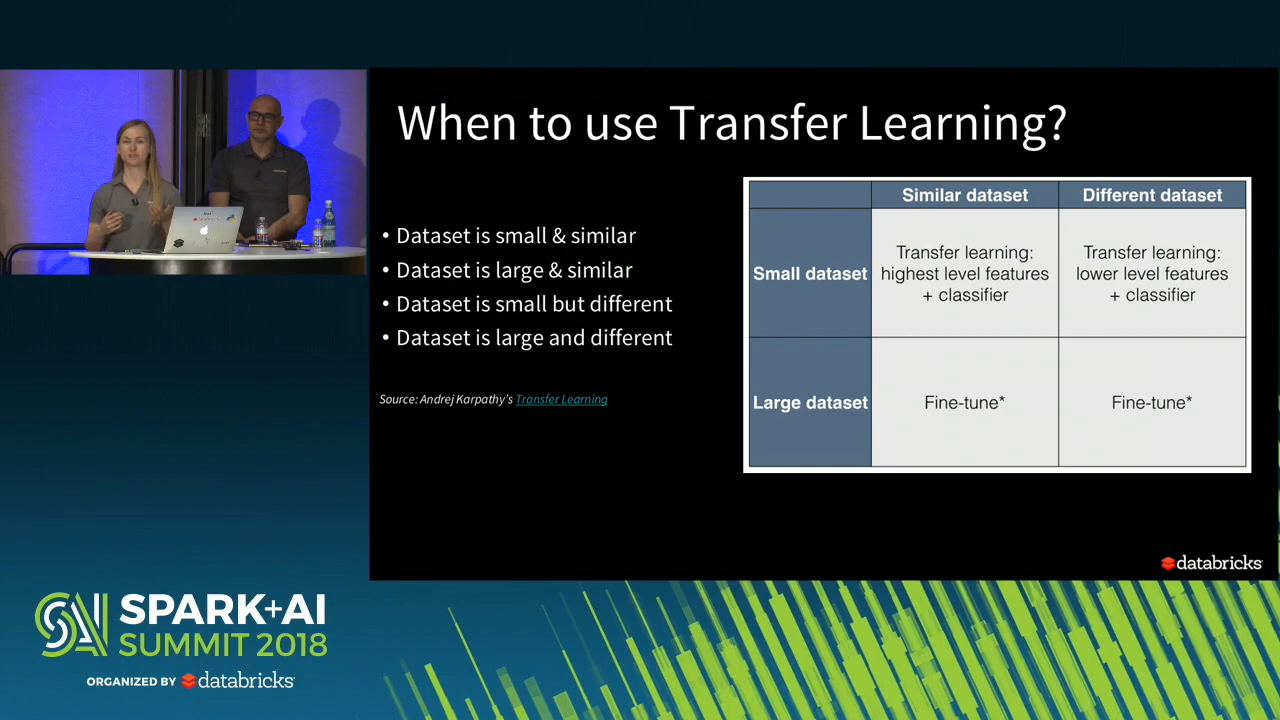 When to use Transfer Learning?
• Dataset is small & similar
• Dataset is large & similar
• Dataset is small but different
• Dataset is large and different
Source: Andrej Karpathy's Transfer Learning
Similar dataset
Different dataset
Small dataset
Transfer learning:
highest level features
+ classifier
Transfer learning:
lower level features
+ classifier
Large dataset
Fine-tune*
Fine-tune*
databricks
SAI
SPARK+AI
SUMMIT 2018
ORGANIZED BY databricks